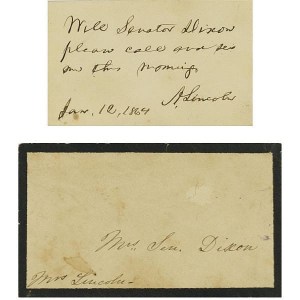 Will Senator Dixon
please call and see
me this morning
Jan. 12, 1864 A. Lincoln
Mrs. Sen. Dixon
Mrs Lincoln